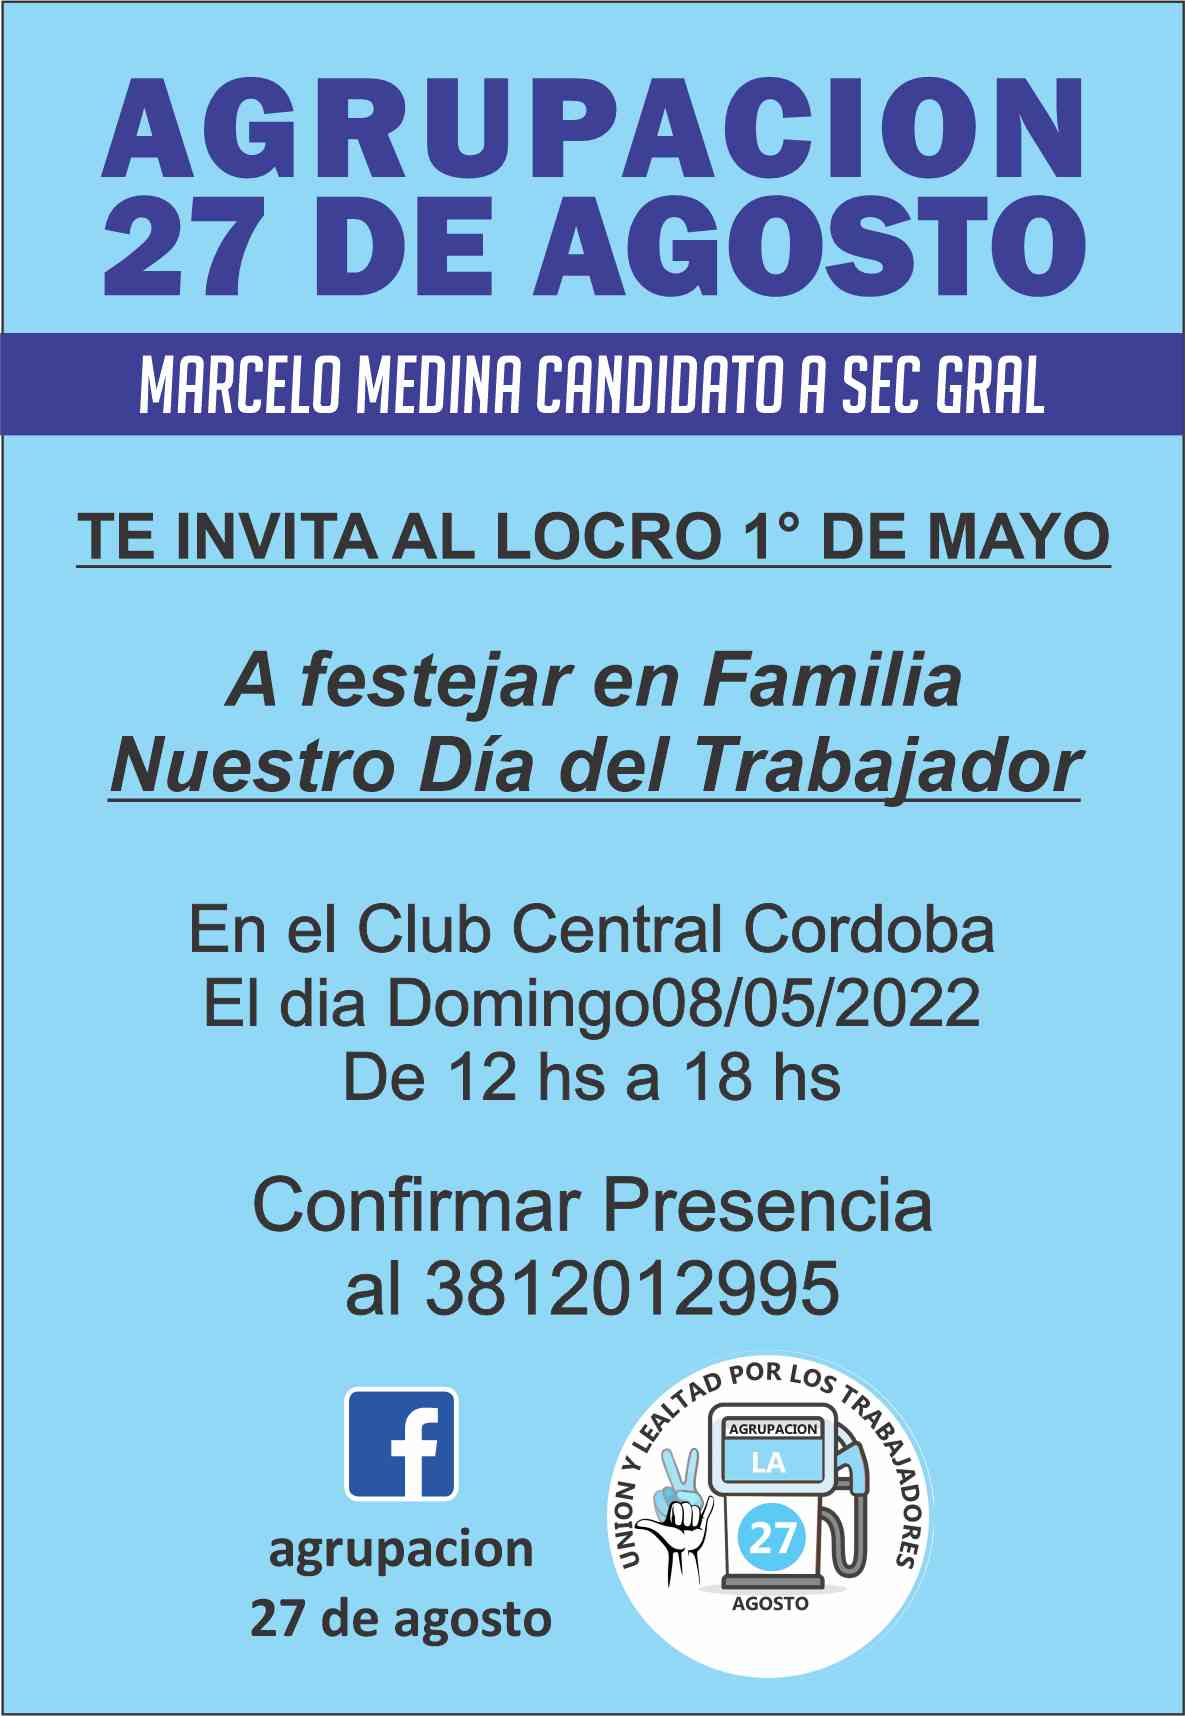 AGRUPACION
27 DE AGOSTO
MARCELO MEDINA CANDIDATO A SEC GRAL
TE INVITA AL LOCRO 1° DE MAYO
A festejar en Familia
Nuestro Día del Trabajador
En el Club Central Cordoba
El dia Domingo08/05/2022
De 12 hs a 18 hs
Confirmar Presencia
al 3812012995
f
agrupacion
27 de agosto
UNION Y LEALTAD POR LOS TRABAJADORES
AGRUPACION
LA
27
AGOSTO